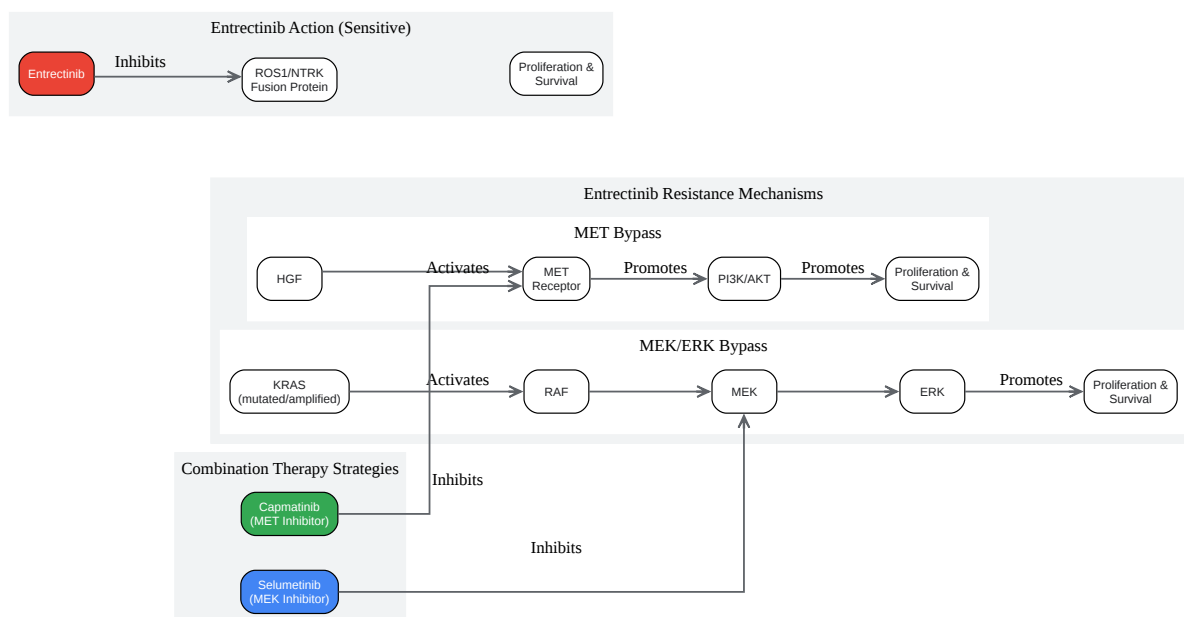 Entrectinib Action (Sensitive)
Entrectinib
Inhibits
ROS1/NTRK
Fusion Protein
Proliferation &
Survival
Entrectinib Resistance Mechanisms
MET Bypass
HGF
Activates
MET
Receptor
Promotes
PI3K/AKT
Promotes
Proliferation &
Survival
MEK/ERK Bypass
KRAS
(mutated/amplified)
Activates
RAF
MEK
ERK
Promotes
Proliferation &
Survival
Combination Therapy Strategies
Capmatinib
(MET Inhibitor)
Inhibits
Selumetinib
(MEK Inhibitor)
Inhibits